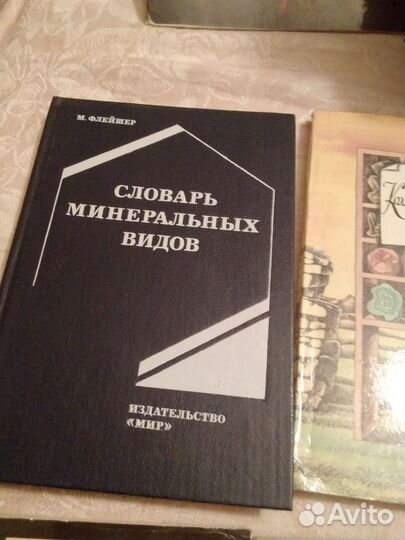 М. ФЛЕЙШЕР
СЛОВАРЬ
МИНЕРАЛЬНЫХ
ВИДОВ
ИЗДАТЕЛЬСТВО
«МИР»
Avito